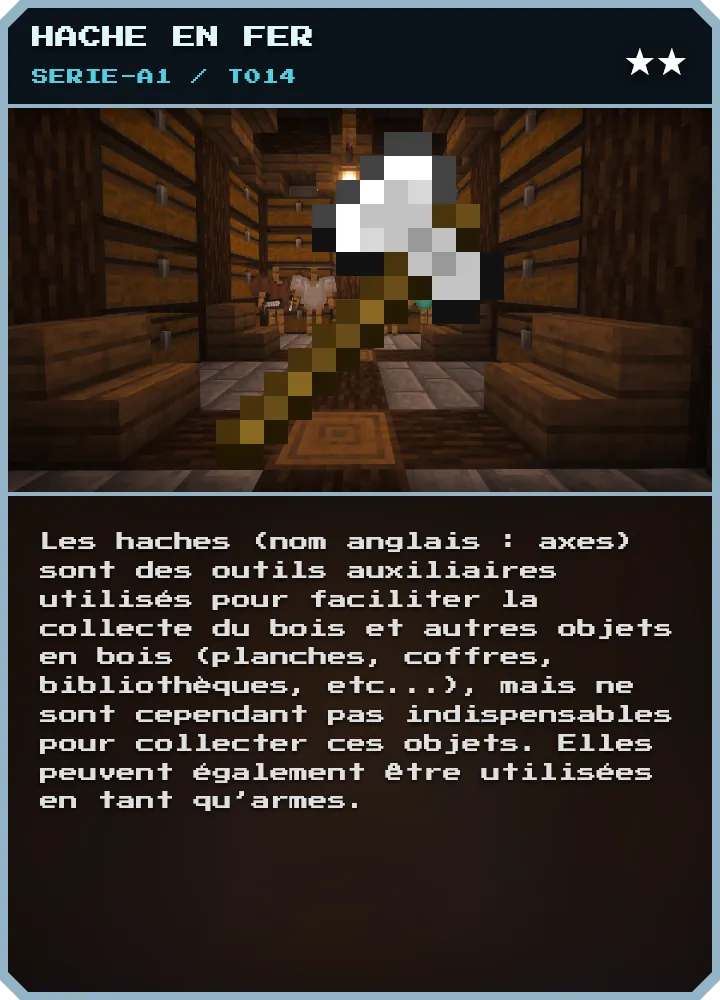 HACHE EN FER
SERIE-A1 / T014
★★
Les haches (nom anglais : axes)
sont des outils auxiliaires
utilisés pour faciliter la
collecte du bois et autres objets
en bois (planches, coffres,
bibliothèques, etc...), mais ne
sont cependant pas indispensables
pour collecter ces objets. Elles
peuvent également être utilisées
en tant qu'armes.